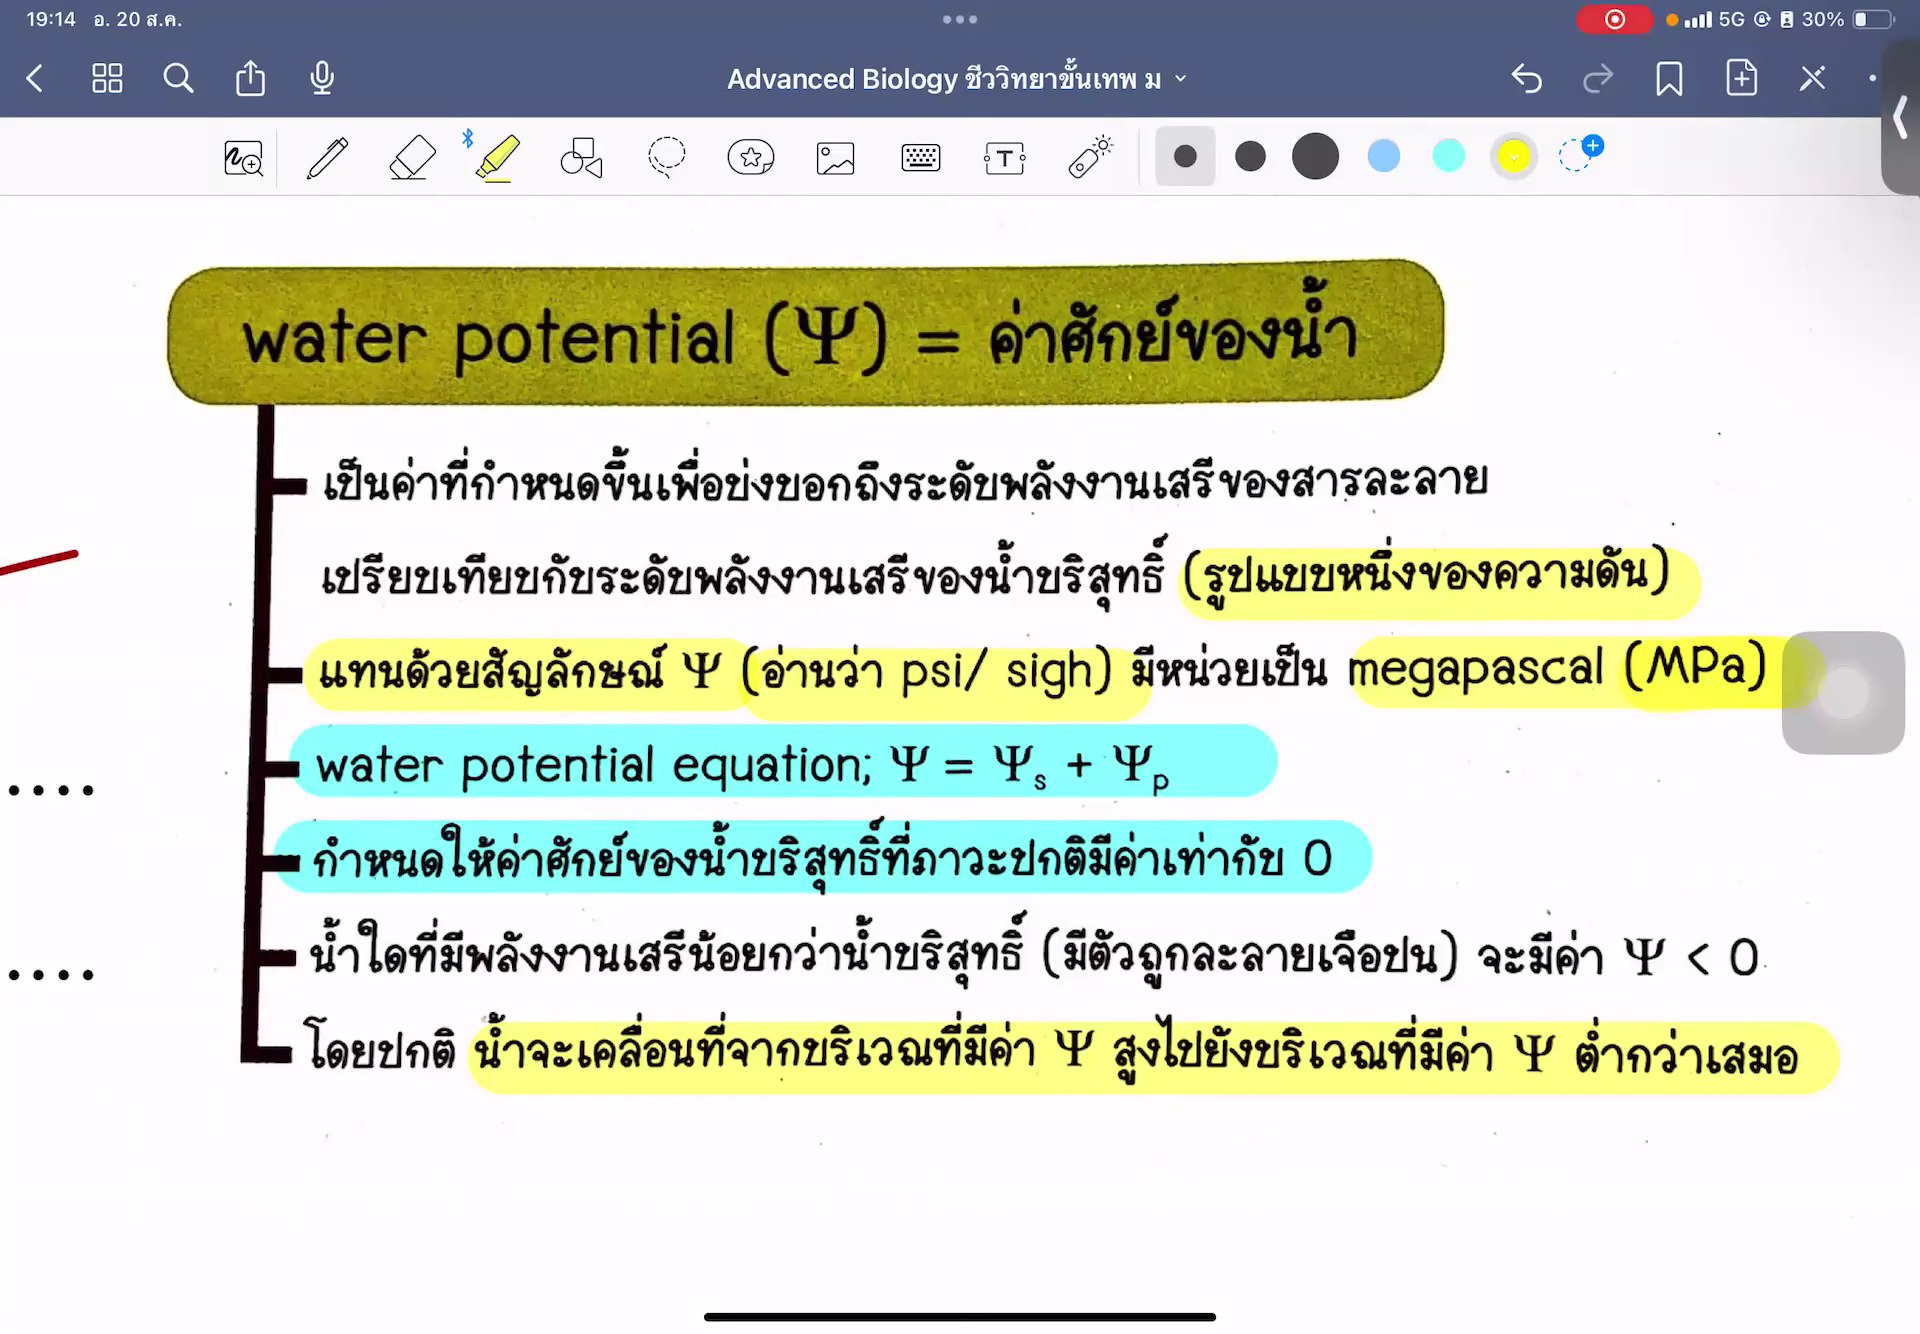 19:14 อ. 20 ส.ค.
5G 30%
Advanced Biology ชีววิทยาขั้นเทพ ม
water potential (Ψ) = ค่าศักย์ของน้ำ
เป็นค่าที่กำหนดขึ้นเพื่อบ่งบอกถึงระดับพลังงานเสรีของสารละลาย
เปรียบเทียบกับระดับพลังงานเสรีของน้ำบริสุทธิ์ (รูปแบบหนึ่งของความดัน)
แทนด้วยสัญลักษณ์ Ψ (อ่านว่า psi/ sigh) มีหน่วยเป็น megapascal (MPa)
water potential equation; Ψ = Ψs + Ψp
กำหนดให้ค่าศักย์ของน้ำบริสุทธิ์ที่ภาวะปกติมีค่าเท่ากับ 0
น้ำใดที่มีพลังงานเสรีน้อยกว่าน้ำบริสุทธิ์ (มีตัวถูกละลายเจือปน) จะมีค่า Ψ < 0
โดยปกติ น้ำจะเคลื่อนที่จากบริเวณที่มีค่า Ψ สูงไปยังบริเวณที่มีค่า Ψ ต่ำกว่าเสมอ